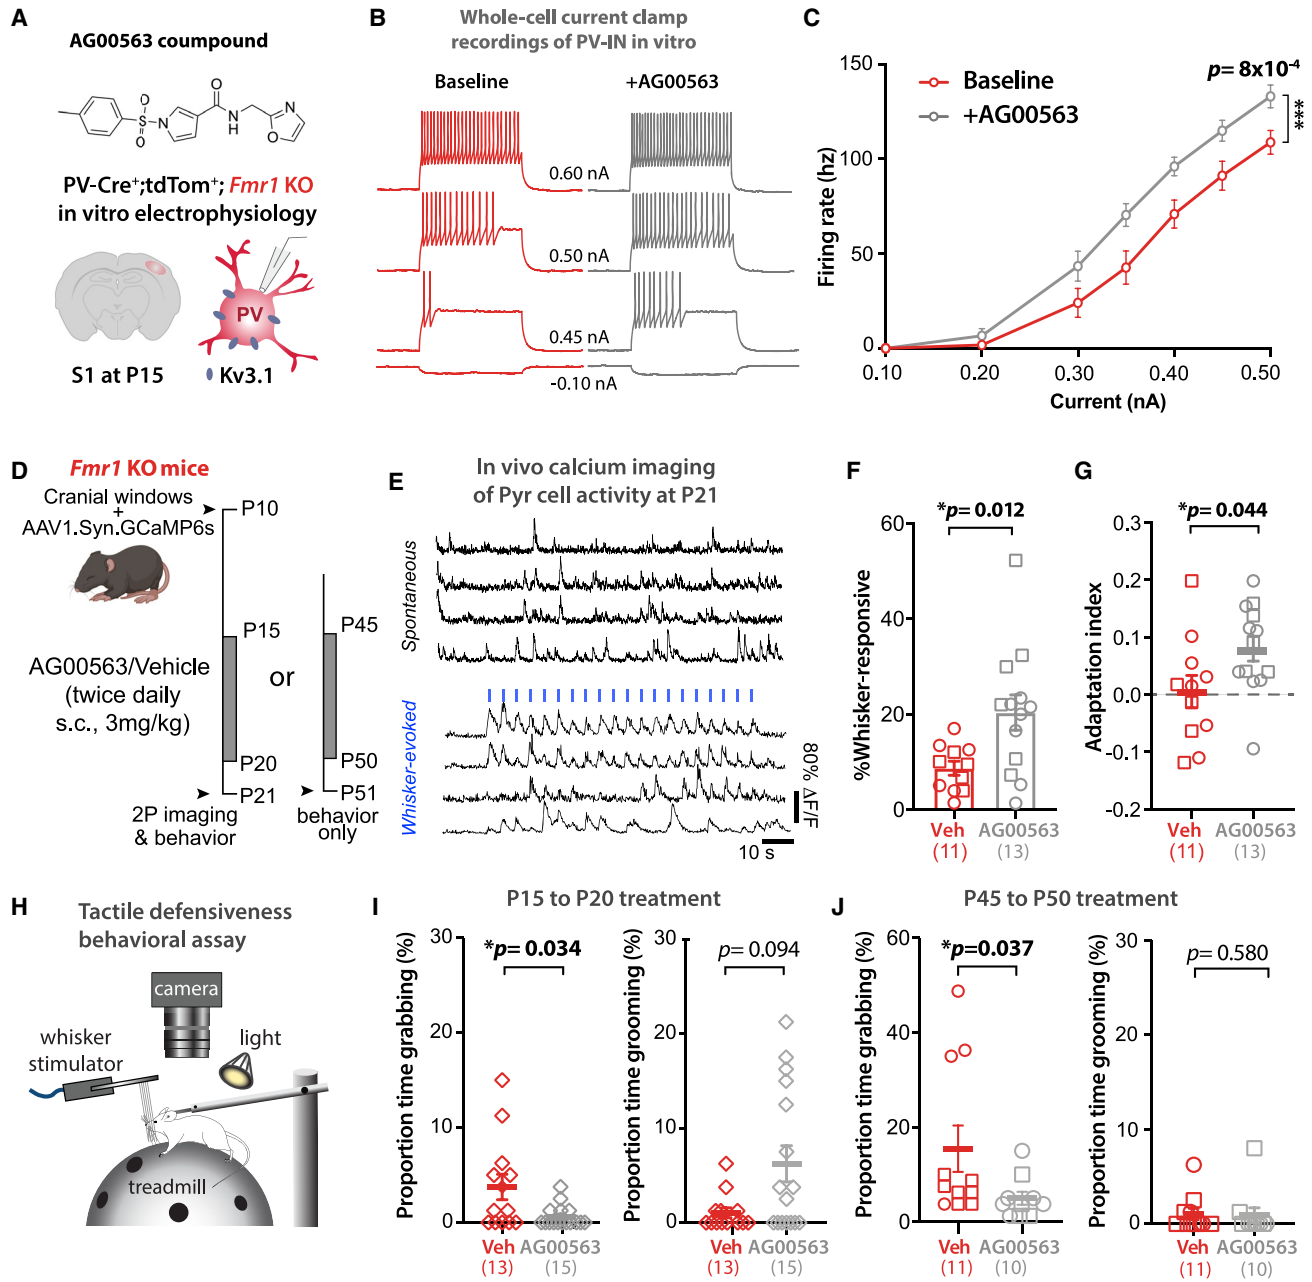 A
AG00563 coumpound
O
O
S
O
N
O
N
H
N
O
PV-Cre+;tdTom+; Fmr1 KO
in vitro electrophysiology
PV
S1 at P15
Kv3.1
B
Whole-cell current clamp
recordings of PV-IN in vitro
Baseline
+AG00563
0.60 nA
0.50 nA
0.45 nA
-0.10 nA
C
Baseline
+AG00563
p= 8x10-4
***
Firing rate (hz)
150
100
50
0
0.10
0.20
0.30
0.40
0.50
Current (nA)
D
Fmr1 KO mice
Cranial windows
+
AAV1.Syn.GCaMP6s
P10
P15
P45
AG00563/Vehicle
(twice daily
s.c., 3mg/kg)
or
P20
P50
P21
P51
2P imaging
& behavior
behavior
only
E
In vivo calcium imaging
of Pyr cell activity at P21
Spontaneous
Whisker-evoked
80% ΔF/F
10 s
F
*p= 0.012
%Whisker-responsive
60
40
20
0
Veh
(11)
AG00563
(13)
G
*p= 0.044
Adaptation index
0.3
0.2
0.1
0.0
-0.1
-0.2
Veh
(11)
AG00563
(13)
H
Tactile defensiveness
behavioral assay
camera
whisker
stimulator
light
treadmill
I
P15 to P20 treatment
*p= 0.034
Proportion time grabbing (%)
30
20
10
0
Veh
(13)
AG00563
(15)
p= 0.094
Proportion time grooming (%)
30
20
10
0
Veh
(13)
AG00563
(15)
J
P45 to P50 treatment
*p=0.037
Proportion time grabbing (%)
60
40
20
0
Veh
(11)
AG00563
(10)
p= 0.580
Proportion time grooming (%)
30
20
10
0
Veh
(11)
AG00563
(10)